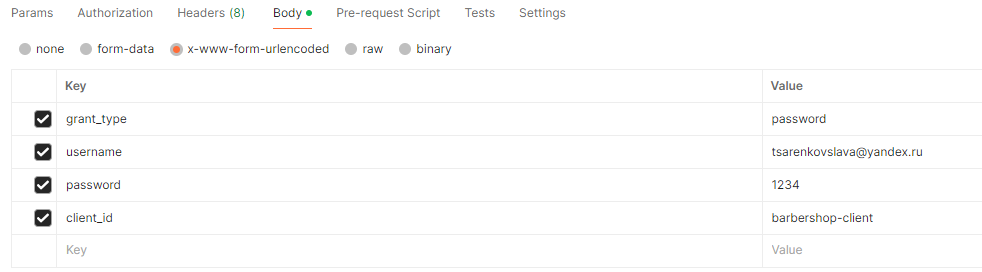 Params Authorization Headers (8) Body Pre-request Script Tests Settings
none form-data x-www-form-urlencoded raw binary
Key Value
grant_type password
username tsarenkovslava@yandex.ru
password 1234
client_id barbershop-client
Key Value